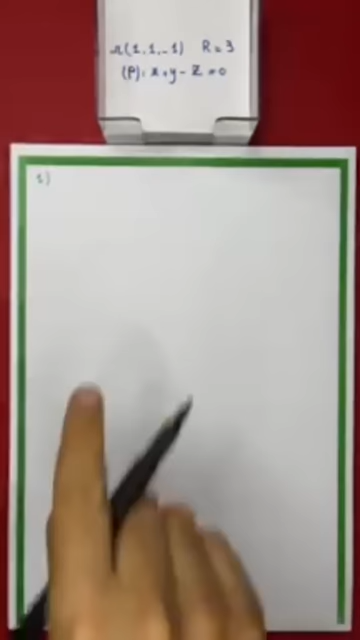 Ω(1,1,-1) R=3
(P): x+y-z=0
1)